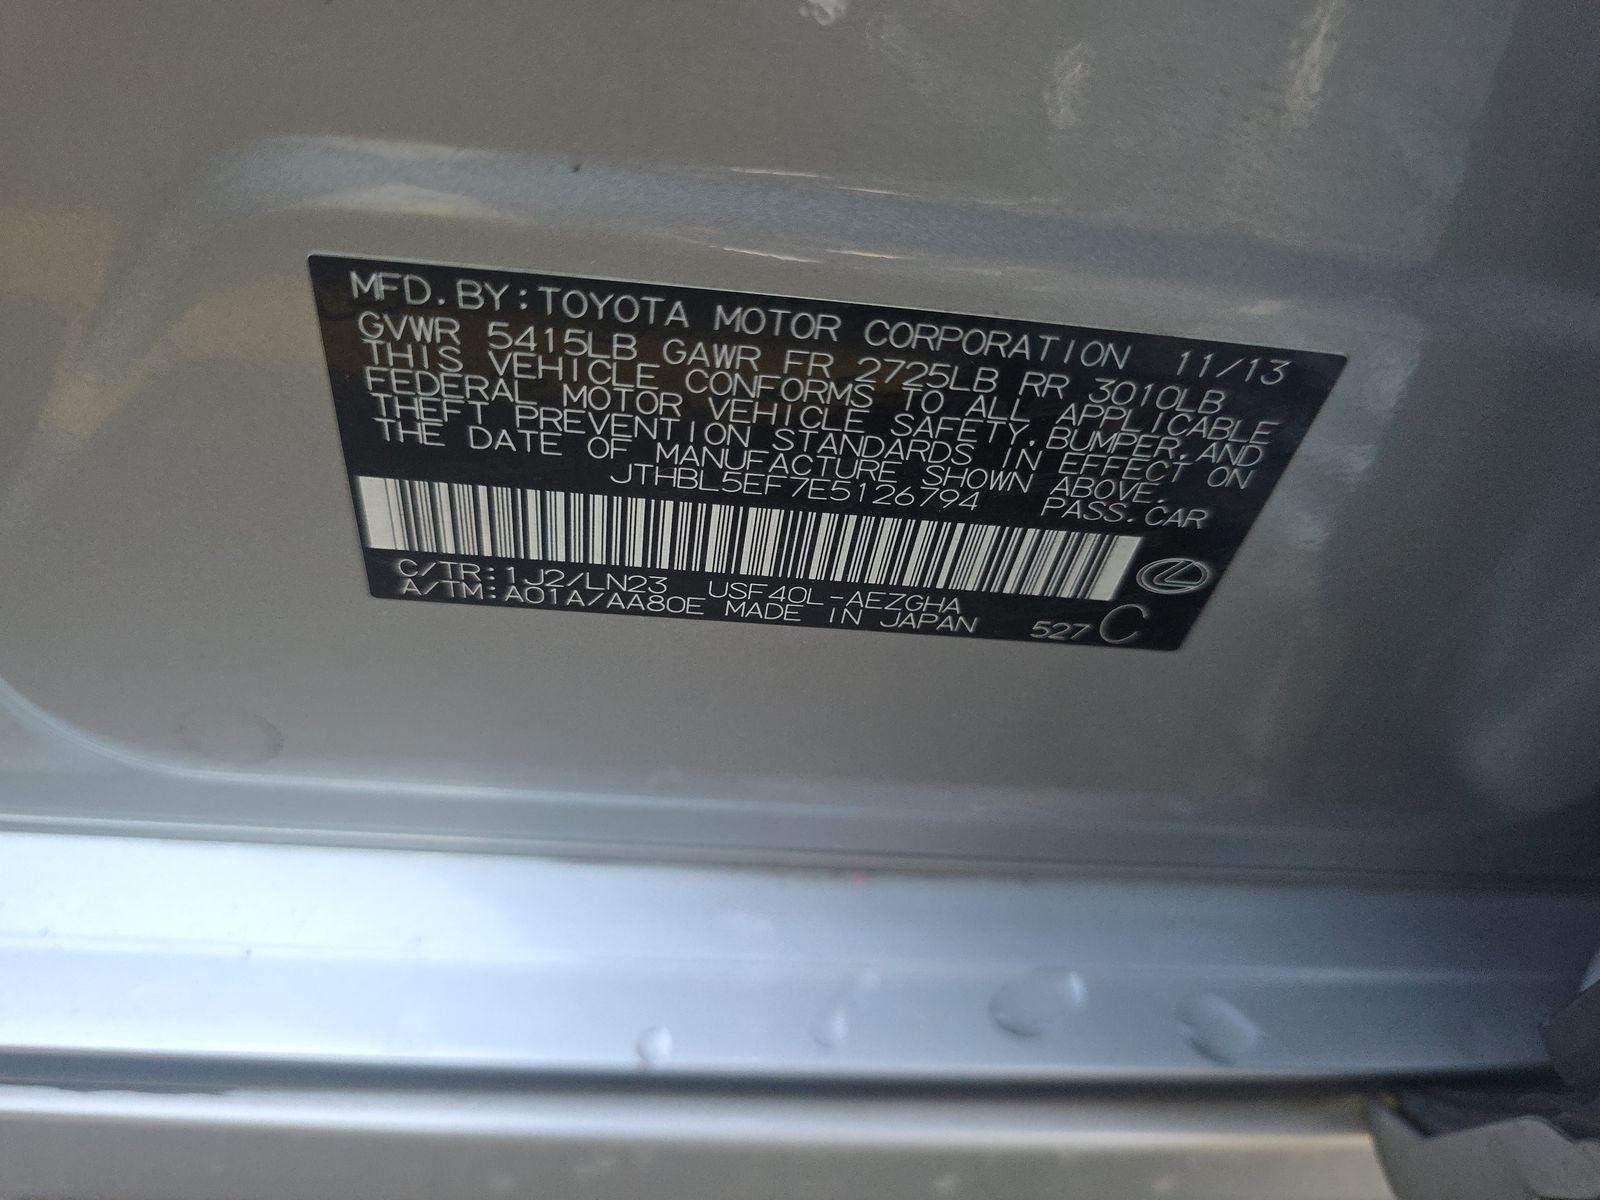 MFD. BY: TOYOTA MOTOR CORPORATION 11/13
GVWR 5415LB GAWR FR 2725LB RR 3010LB
THIS VEHICLE CONFORMS TO ALL APPLICABLE
FEDERAL MOTOR VEHICLE SAFETY, BUMPER, AND
THEFT PREVENTION STANDARDS IN EFFECT ON
THE DATE OF MANUFACTURE SHOWN ABOVE.
JTHBL5EF7E5126794 PASS. CAR
C/TR: 1J2/LN23 USF40L-AEZGHA
A/TM: A01A/AA80E MADE IN JAPAN 527 C